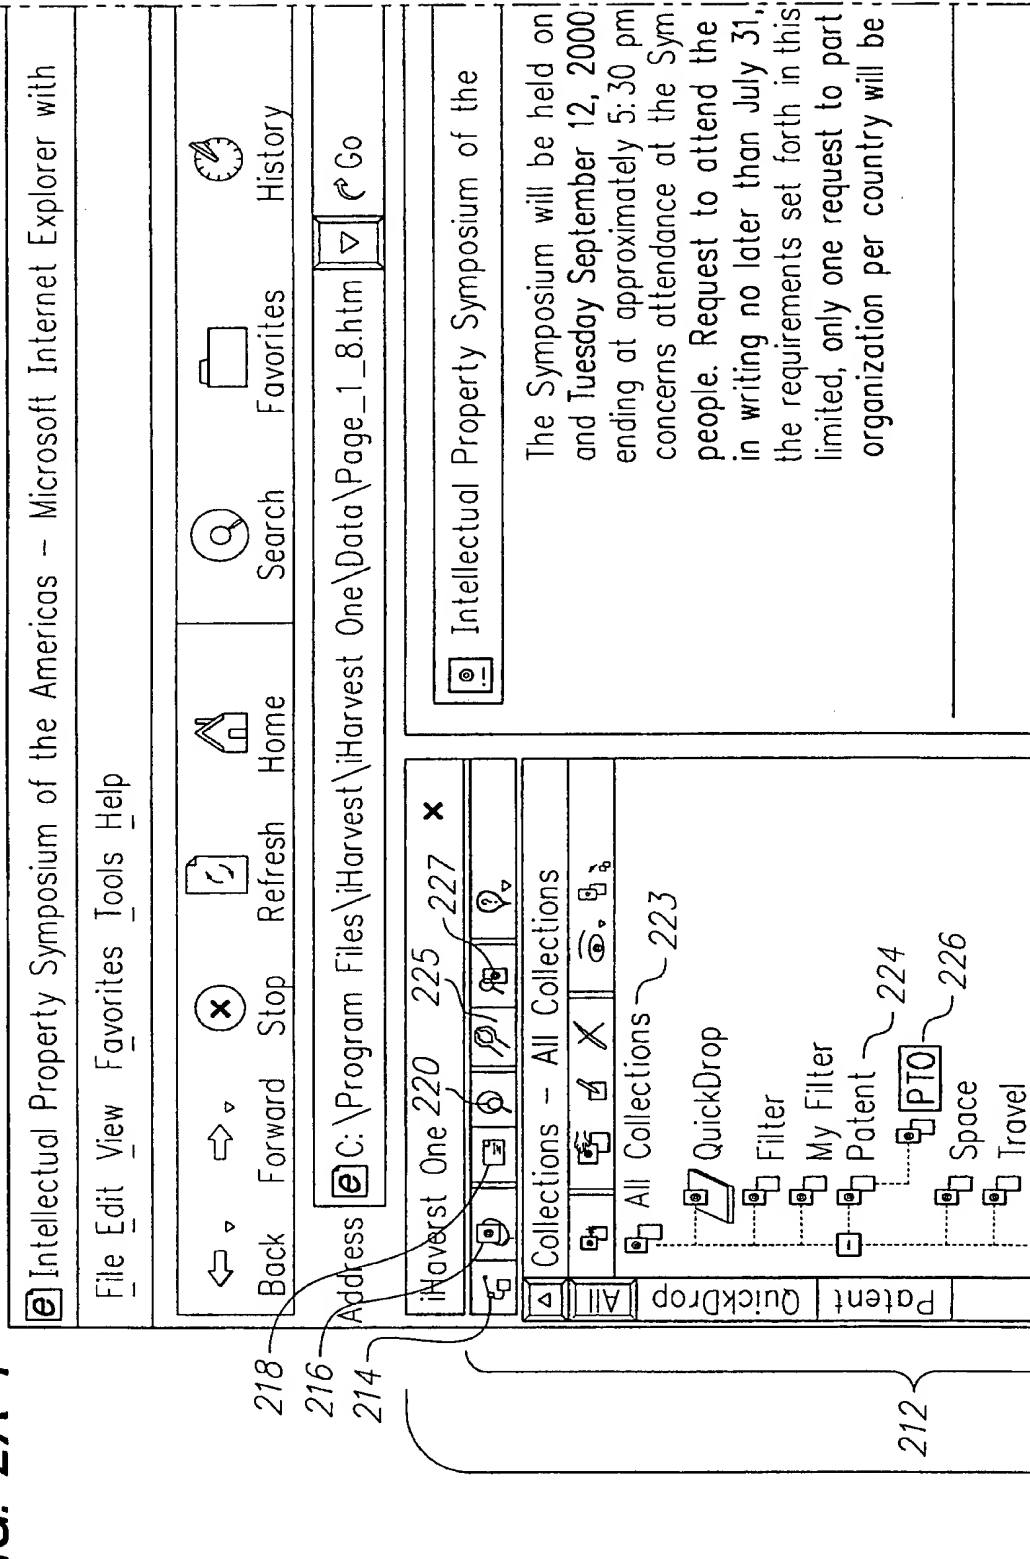 Intellectual Property Symposium of the Americas – Microsoft Internet Explorer with
File Edit View Favorites Tools Help
Back Forward Stop Refresh Home Search Favorites History
Address C:\Program Files\iHarvest\iHarvest One\Data\Page_1_8.htm Go
218
216
214
iHaverst One 220 225 227
Collections – All Collections
All
QuickDrop
Patent
All Collections 223
QuickDrop
Filter
My Filter
Patent 224
PTO 226
Space
Travel
212
Intellectual Property Symposium of the
The Symposium will be held on
and Tuesday September 12, 2000
ending at approximately 5:30 pm
concerns attendance at the Sym
people. Request to attend the
in writing no later than July 31,
the requirements set forth in this
limited, only one request to part
organization per country will be